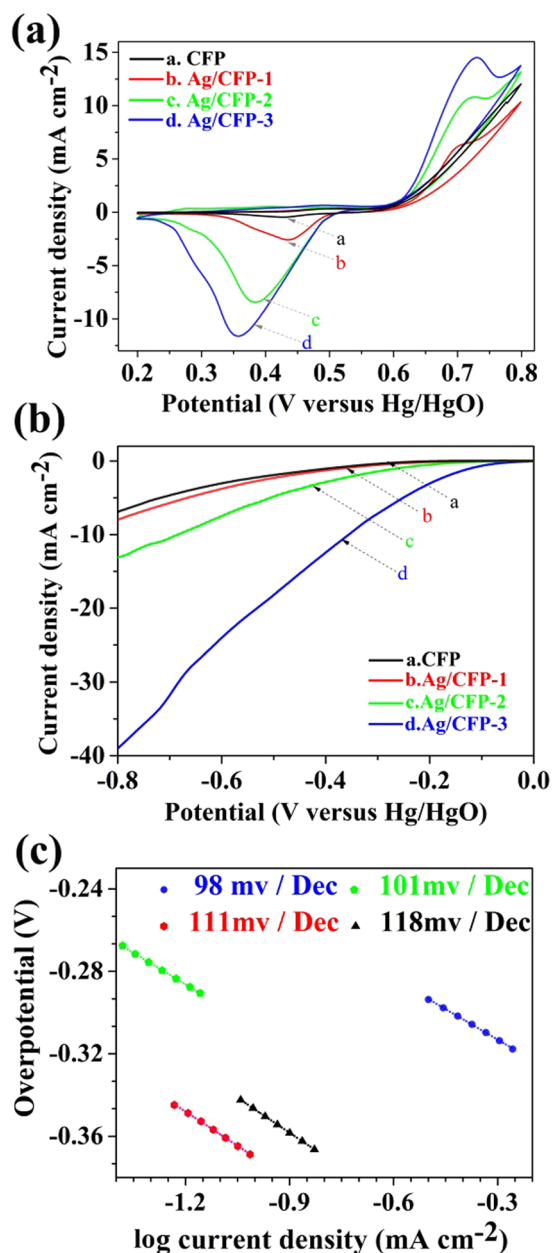 (a)
a. CFP
b. Ag/CFP-1
c. Ag/CFP-2
d. Ag/CFP-3
15
10
5
0
-5
-10
Current density (mA cm-2)
a
b
c
d
0.2 0.3 0.4 0.5 0.6 0.7 0.8
Potential (V versus Hg/HgO)
(b)
0
-10
-20
-30
-40
Current density (mA cm-2)
a
b
c
d
a.CFP
b.Ag/CFP-1
c.Ag/CFP-2
d.Ag/CFP-3
-0.8 -0.6 -0.4 -0.2 0.0
Potential (V versus Hg/HgO)
(c)
98 mv / Dec 101mv / Dec
111mv / Dec 118mv / Dec
-0.24
-0.28
-0.32
-0.36
Overpotential (V)
-1.2 -0.9 -0.6 -0.3
log current density (mA cm-2)